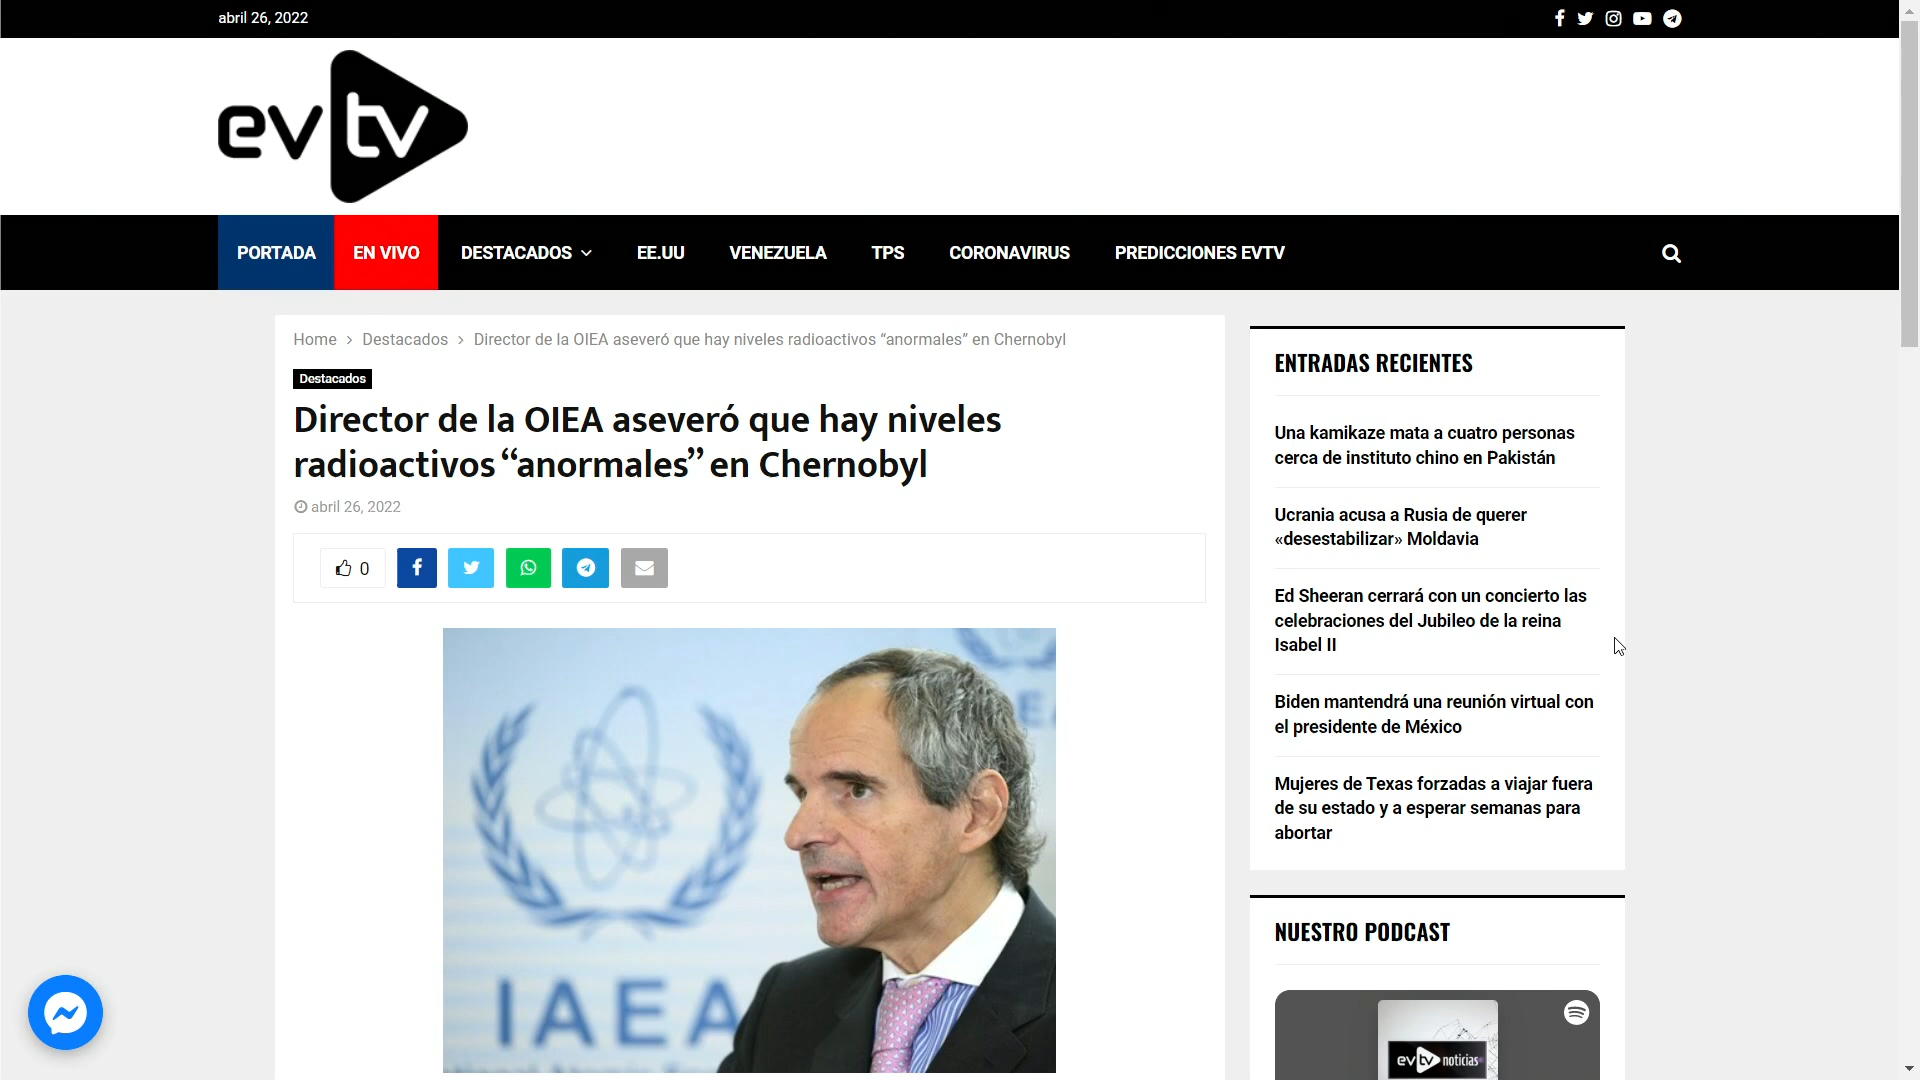 abril 26, 2022
evtv
PORTADA
EN VIVO
DESTACADOS
EE.UU
VENEZUELA
TPS
CORONAVIRUS
PREDICCIONES EVTV
Home > Destacados > Director de la OIEA aseveró que hay niveles radioactivos “anormales” en Chernobyl
Destacados
Director de la OIEA aseveró que hay niveles
radioactivos “anormales” en Chernobyl
abril 26, 2022
0
IAEA
ENTRADAS RECIENTES
Una kamikaze mata a cuatro personas
cerca de instituto chino en Pakistán
Ucrania acusa a Rusia de querer
«desestabilizar» Moldavia
Ed Sheeran cerrará con un concierto las
celebraciones del Jubileo de la reina
Isabel II
Biden mantendrá una reunión virtual con
el presidente de México
Mujeres de Texas forzadas a viajar fuera
de su estado y a esperar semanas para
abortar
NUESTRO PODCAST
evtv noticias